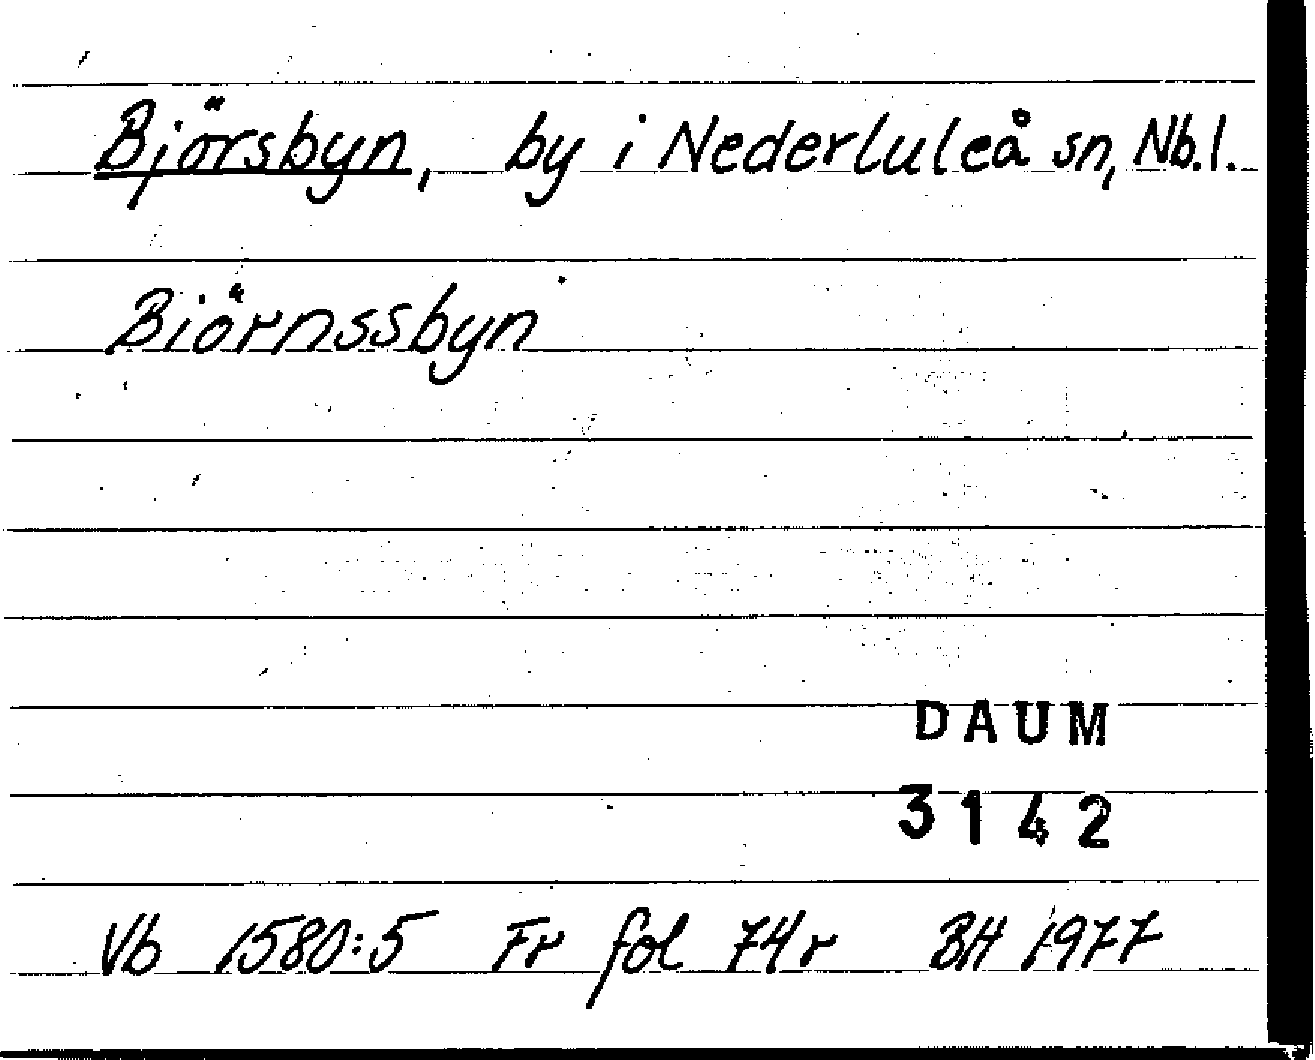 Björsbyn, by i Nederluleå sn, Nb.l.
Biörnssbyn
DAUM
3142
Vb 1580:5 Fr fol 74r BH 1977